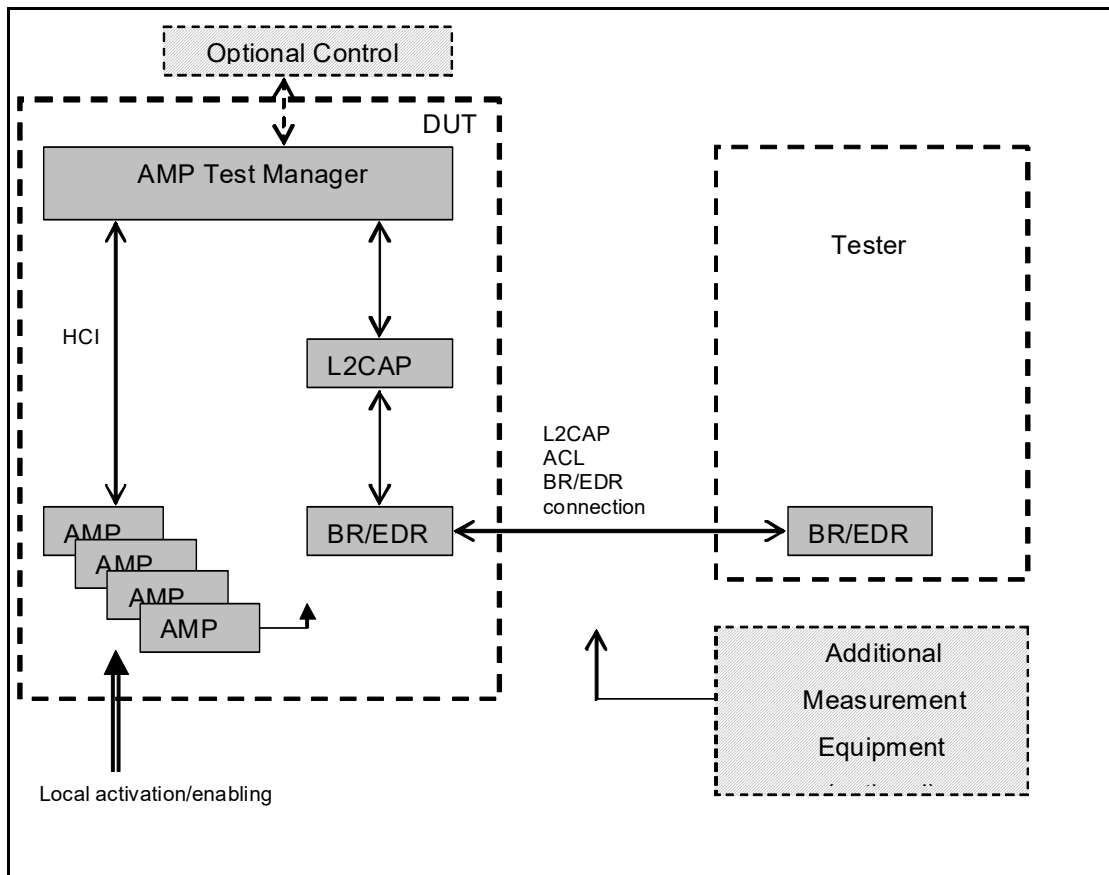 Optional Control
DUT
AMP Test Manager
Tester
HCI
L2CAP
L2CAP
ACL
BR/EDR
connection
AMP
AMP
AMP
AMP
BR/EDR
BR/EDR
Additional
Measurement
Equipment
Local activation/enabling